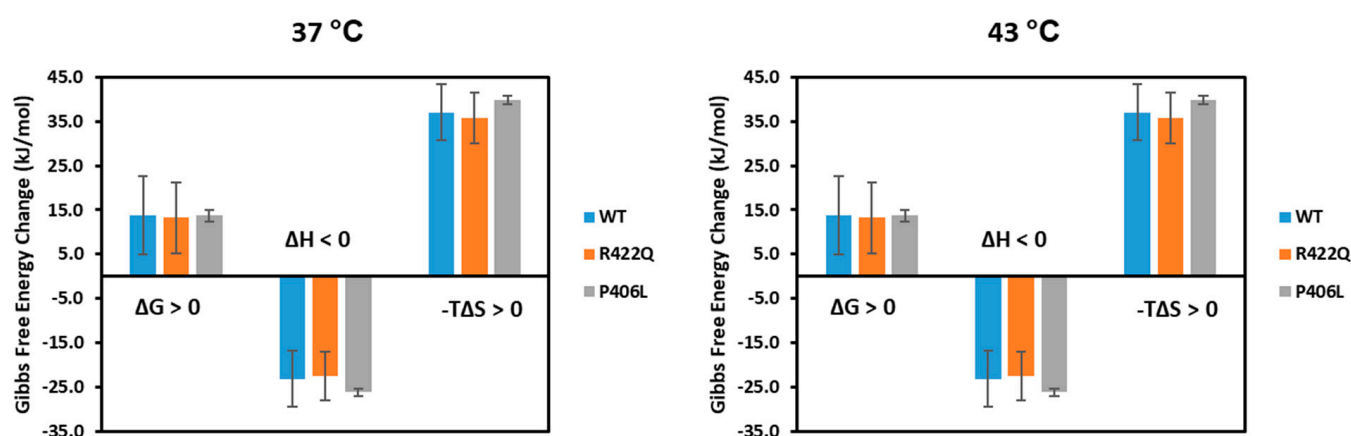 37 °C
Gibbs Free Energy Change (kJ/mol)
45.0
35.0
25.0
15.0
5.0
-5.0
-15.0
-25.0
-35.0
ΔH < 0
ΔG > 0
-TΔS > 0
WT
R422Q
P406L
43 °C
Gibbs Free Energy Change (kJ/mol)
45.0
35.0
25.0
15.0
5.0
-5.0
-15.0
-25.0
-35.0
ΔH < 0
ΔG > 0
-TΔS > 0
WT
R422Q
P406L